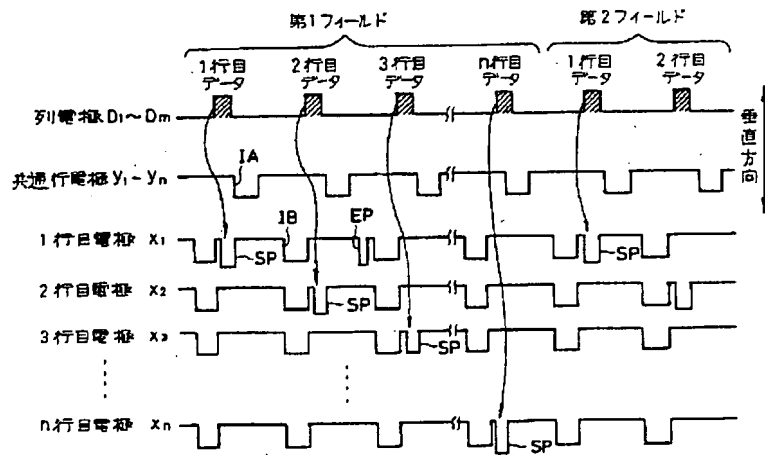 第1フィールド
第2フィールド
1行目 データ
2行目 データ
3行目 データ
n行目 データ
1行目 データ
2行目 データ
列電極 D1~Dm
垂直方向
IA
共通行電極 y1~yn
IB
EP
1行目電極 x1
SP
SP
2行目電極 x2
SP
3行目電極 x3
SP
n行目電極 xn
SP